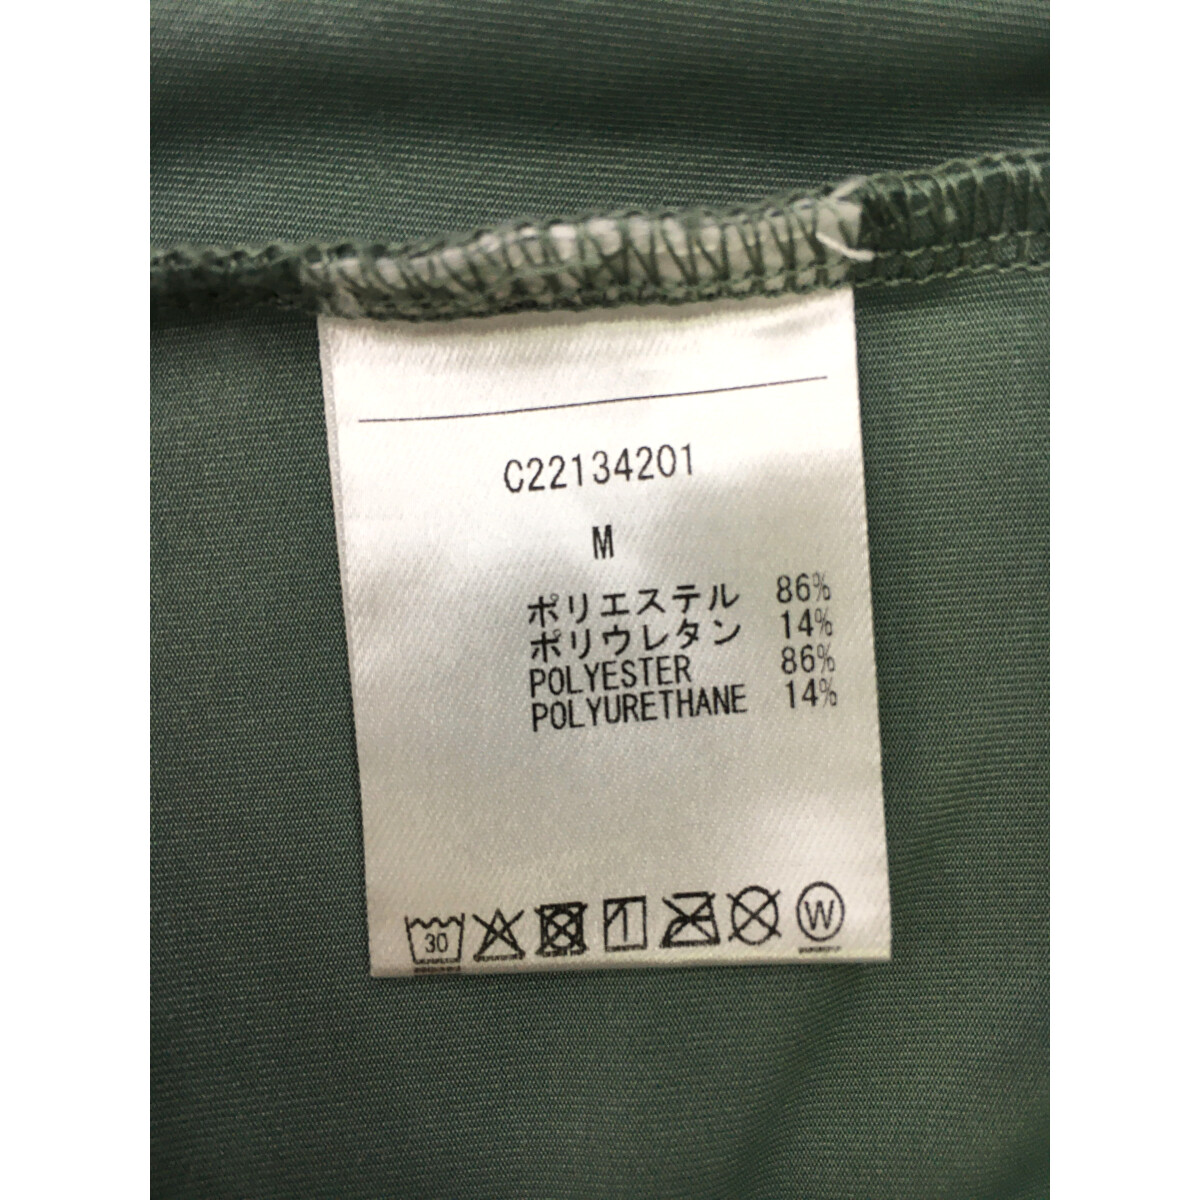 C22134201
M
ポリエステル 86%
ポリウレタン 14%
POLYESTER 86%
POLYURETHANE 14%
30
W